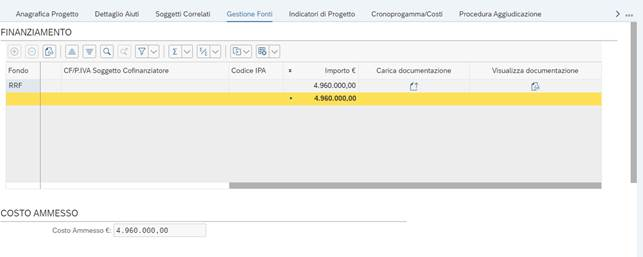 Anagrafica Progetto Dettaglio Aiuti Soggetti Correlati Gestione Fonti Indicatori di Progetto Cronoprogamma/Costi Procedura Aggiudicazione
FINANZIAMENTO
Fondo CF/P.IVA Soggetto Cofinanziatore Codice IPA Importo € Carica documentazione Visualizza documentazione
RRF 4.960.000,00
4.960.000,00
COSTO AMMESSO
Costo Ammesso €: 4.960.000,00